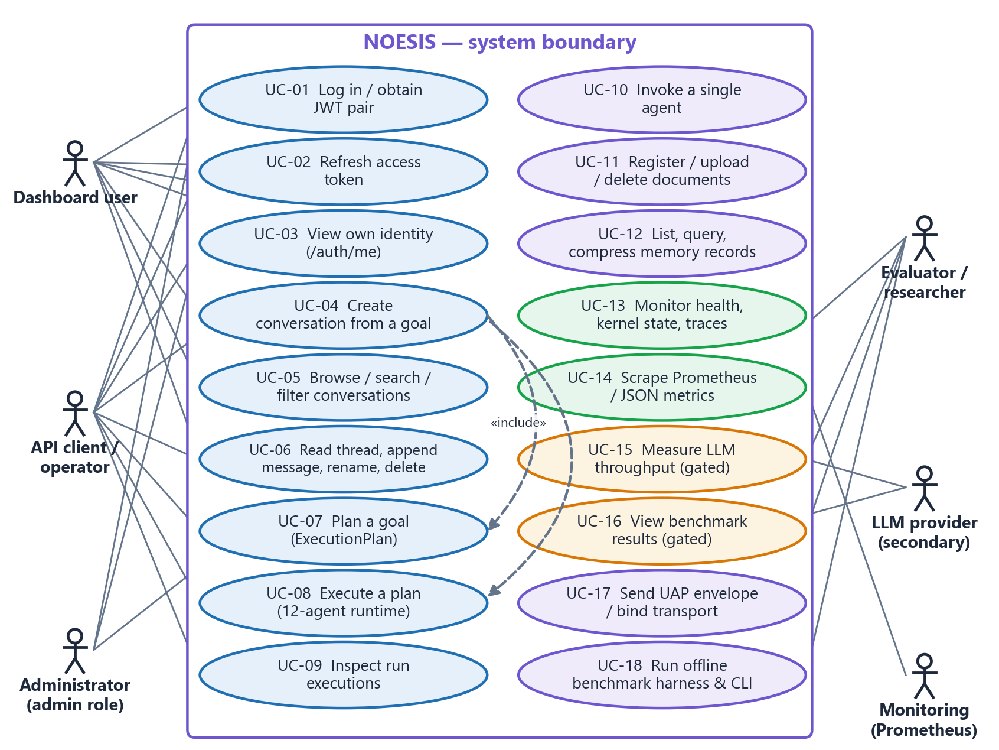 NOESIS — system boundary
UC-01 Log in / obtain
JWT pair
UC-02 Refresh access
token
UC-03 View own identity
(/auth/me)
UC-04 Create
conversation from a goal
UC-05 Browse / search /
filter conversations
UC-06 Read thread, append
message, rename, delete
UC-07 Plan a goal
(ExecutionPlan)
UC-08 Execute a plan
(12-agent runtime)
UC-09 Inspect run
executions
«include»
UC-10 Invoke a single
agent
UC-11 Register / upload
/ delete documents
UC-12 List, query,
compress memory records
UC-13 Monitor health,
kernel state, traces
UC-14 Scrape Prometheus
/ JSON metrics
UC-15 Measure LLM
throughput (gated)
UC-16 View benchmark
results (gated)
UC-17 Send UAP envelope
/ bind transport
UC-18 Run offline
benchmark harness & CLI
Dashboard user
API client /
operator
Administrator
(admin role)
Evaluator /
researcher
LLM provider
(secondary)
Monitoring
(Prometheus)